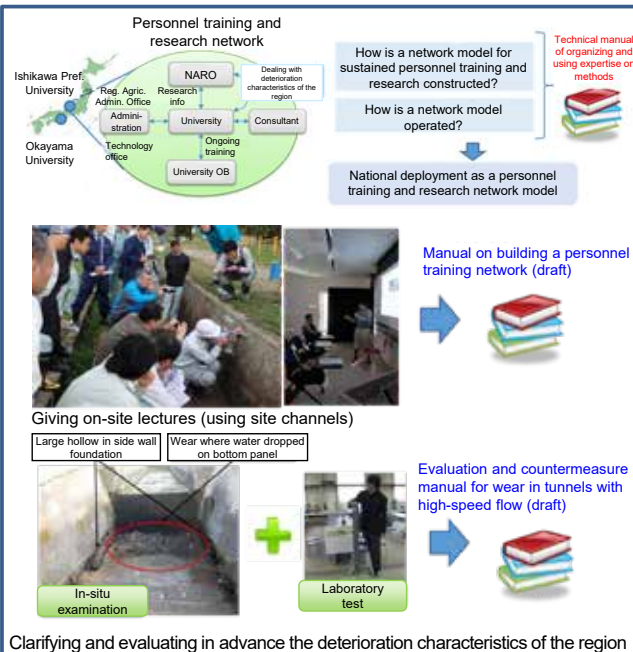 Personnel training and
research network
Ishikawa Pref.
University
Okayama
University
NARO
Dealing with
deterioration
characteristics of the
region
Reg. Agric.
Admin. Office
Research
info
Admini-
stration
University
Consultant
Technology
office
Ongoing
training
University OB
How is a network model for
sustained personnel training and
research constructed?
How is a network model
operated?
National deployment as a personnel
training and research network model
Technical manual
of organizing and
using expertise on
methods
Manual on building a personnel
training network (draft)
Giving on-site lectures (using site channels)
Large hollow in side wall
foundation
Wear where water dropped
on bottom panel
In-situ
examination
Laboratory
test
Evaluation and countermeasure
manual for wear in tunnels with
high-speed flow (draft)
Clarifying and evaluating in advance the deterioration characteristics of the region